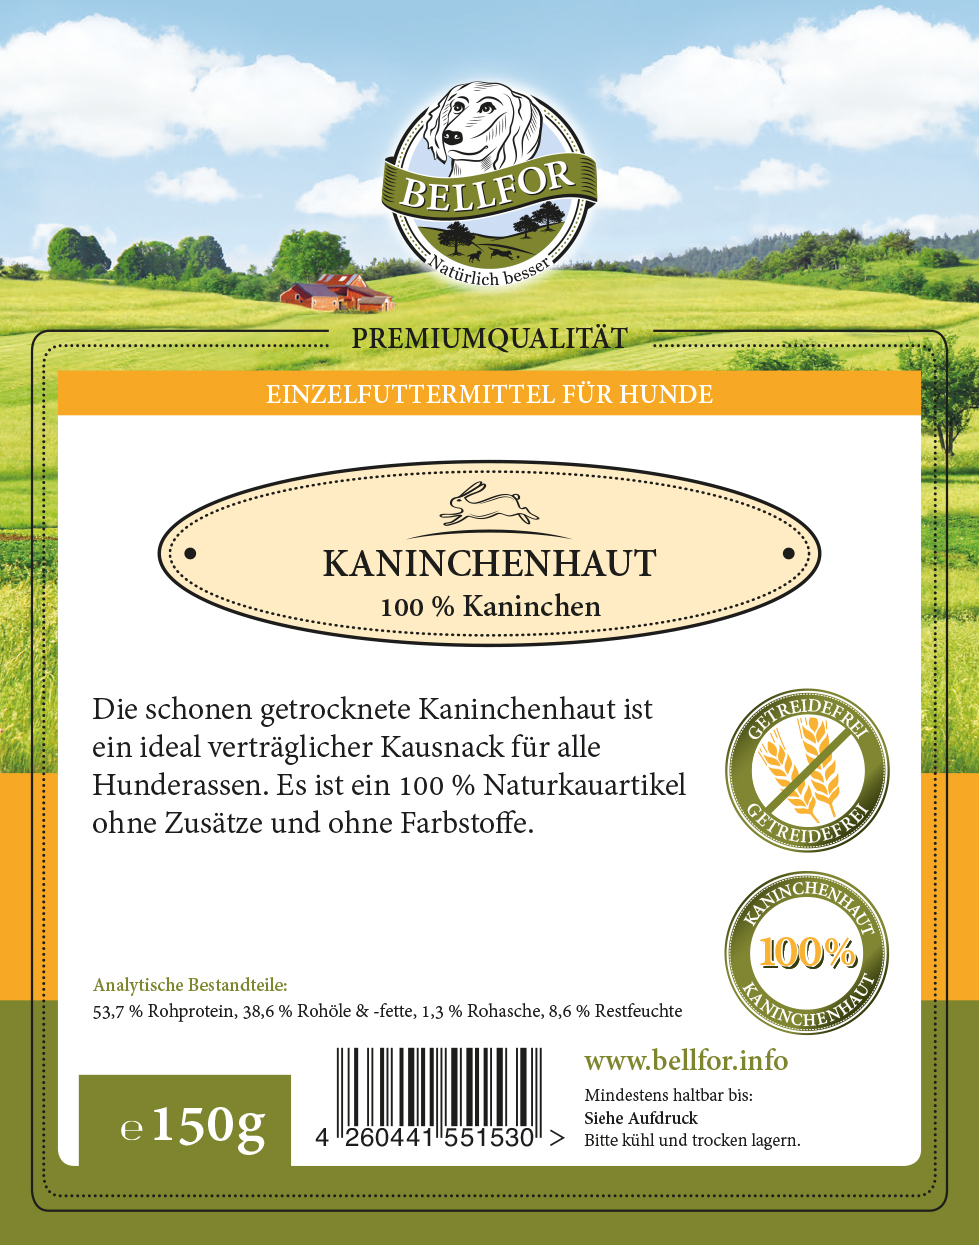 BELLFOR
Natürlich besser
PREMIUMQUALITÄT
EINZELFUTTERMITTEL FÜR HUNDE
KANINCHENHAUT
100 % Kaninchen
Die schonen getrocknete Kaninchenhaut ist
ein ideal verträglicher Kausnack für alle
Hunderassen. Es ist ein 100 % Naturkauartikel
ohne Zusätze und ohne Farbstoffe.
GETREIDEFREI
GETREIDEFREI
KANINCHENHAUT
100%
KANINCHENHAUT
Analytische Bestandteile:
53,7 % Rohprotein, 38,6 % Rohöle & -fette, 1,3 % Rohasche, 8,6 % Restfeuchte
℮ 150g
4 260441 551530 >
www.bellfor.info
Mindestens haltbar bis:
Siehe Aufdruck
Bitte kühl und trocken lagern.